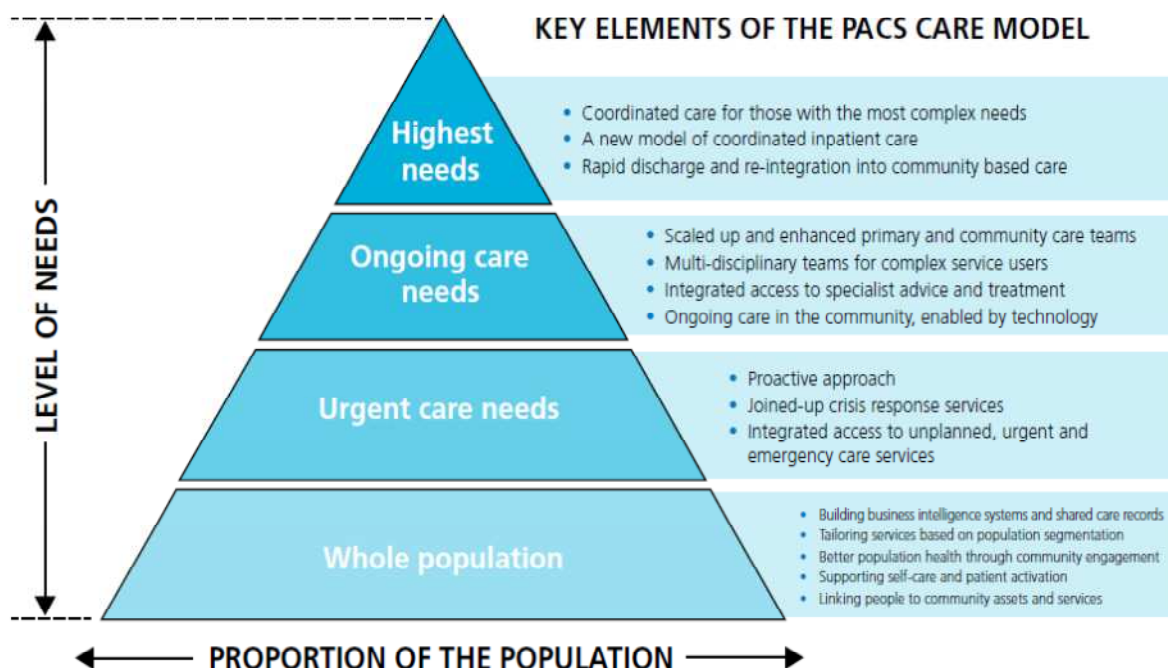 KEY ELEMENTS OF THE PACS CARE MODEL
Highest
needs
• Coordinated care for those with the most complex needs
• A new model of coordinated inpatient care
• Rapid discharge and re-integration into community based care
Ongoing care
needs
• Scaled up and enhanced primary and community care teams
• Multi-disciplinary teams for complex service users
• Integrated access to specialist advice and treatment
• Ongoing care in the community, enabled by technology
Urgent care needs
• Proactive approach
• Joined-up crisis response services
• Integrated access to unplanned, urgent and
emergency care services
Whole population
• Building business intelligence systems and shared care records
• Tailoring services based on population segmentation
• Better population health through community engagement
• Supporting self-care and patient activation
• Linking people to community assets and services
LEVEL OF NEEDS
PROPORTION OF THE POPULATION